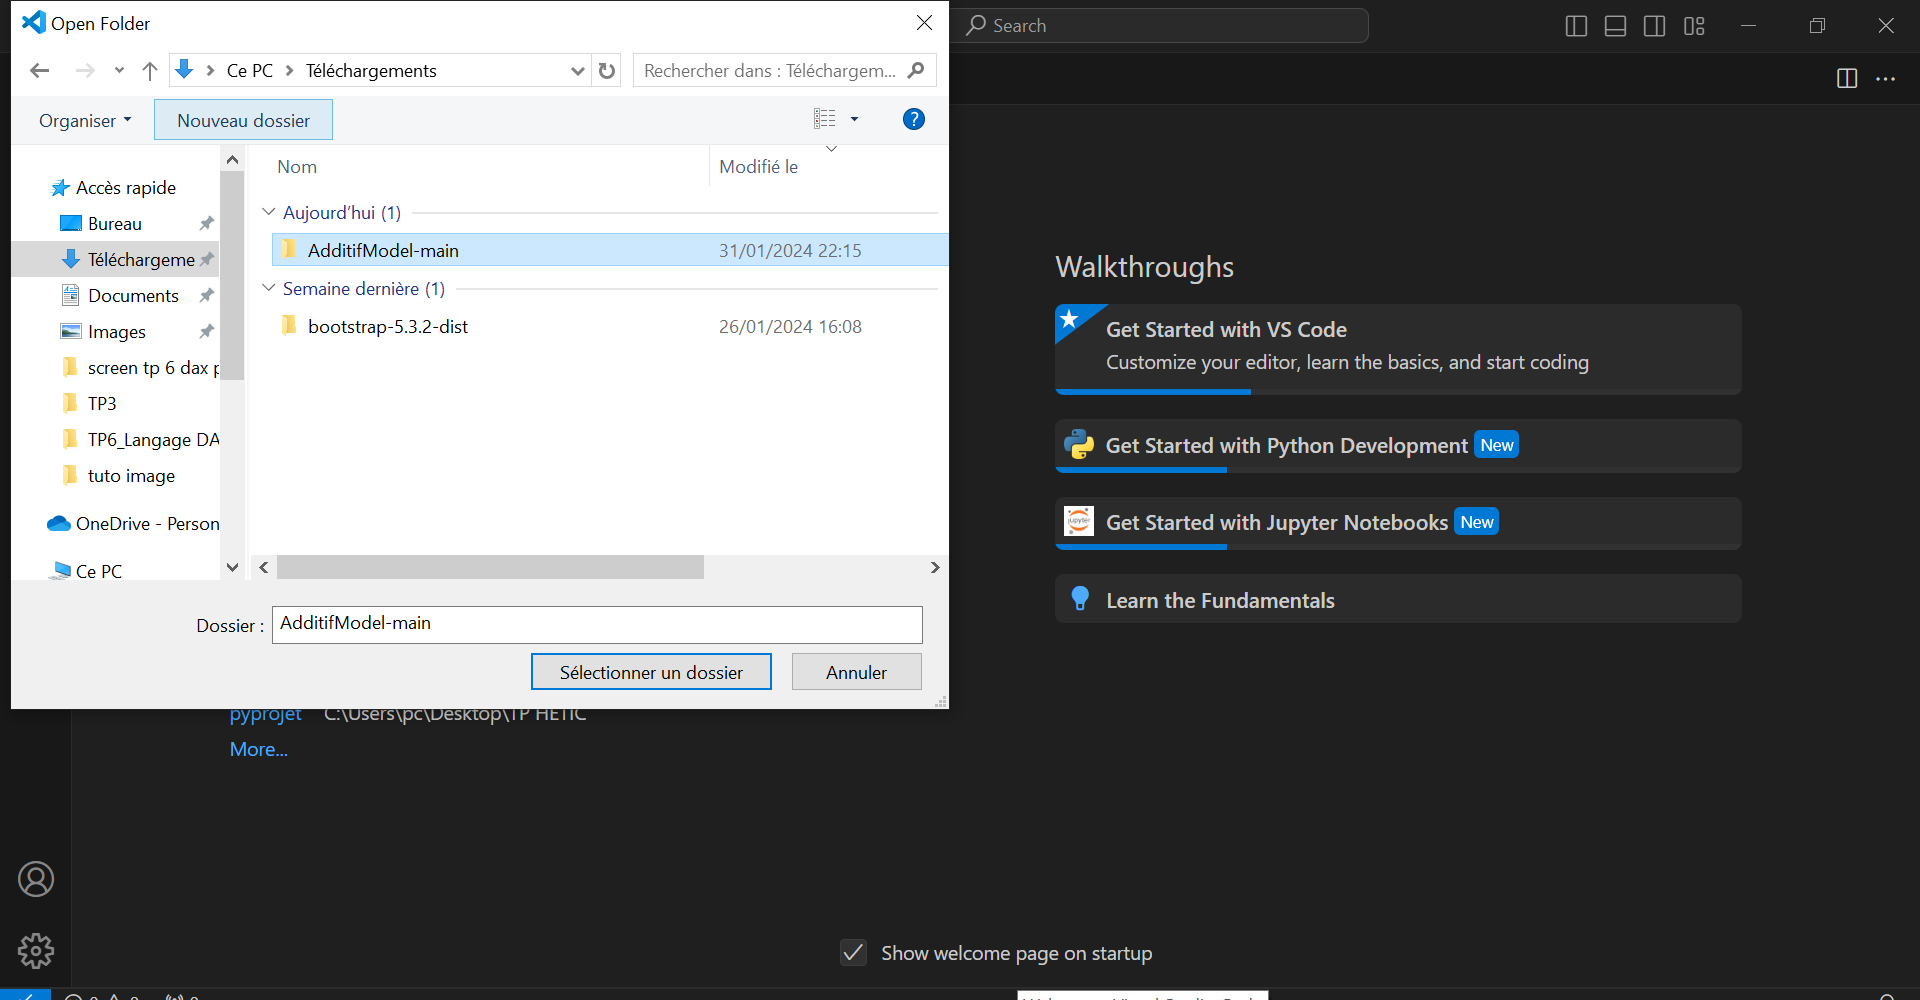 Open Folder
Search
Ce PC Téléchargements
Rechercher dans : Téléchargem...
Organiser
Nouveau dossier
Nom
Modifié le
Accès rapide
Bureau
Téléchargeme
Documents
Images
screen tp 6 dax p
TP3
TP6_Langage DA
tuto image
OneDrive - Person
Ce PC
Aujourd'hui (1)
AdditifModel-main 31/01/2024 22:15
Semaine dernière (1)
bootstrap-5.3.2-dist 26/01/2024 16:08
Dossier : AdditifModel-main
Sélectionner un dossier
Annuler
pyprojet C:\Users\pc\Desktop\TP HETIC
More...
Walkthroughs
Get Started with VS Code
Customize your editor, learn the basics, and start coding
Get Started with Python Development New
jupyter
Get Started with Jupyter Notebooks New
Learn the Fundamentals
Show welcome page on startup